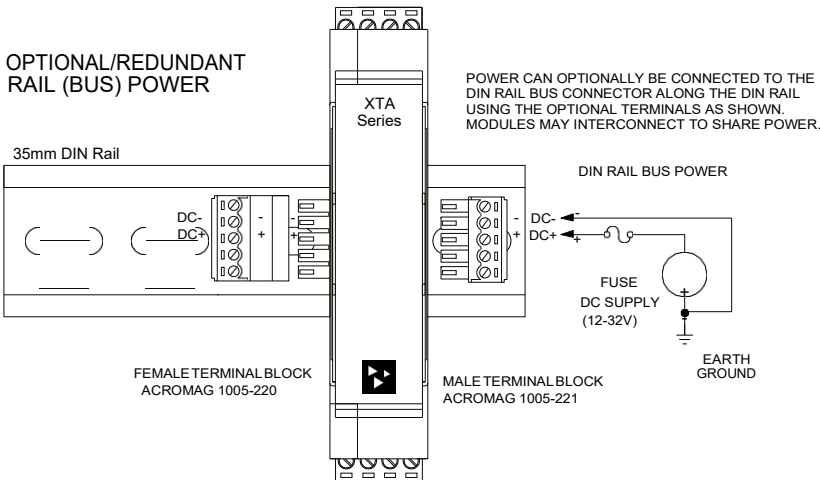 OPTIONAL/REDUNDANT
RAIL (BUS) POWER
XTA
Series
POWER CAN OPTIONALLY BE CONNECTED TO THE
DIN RAIL BUS CONNECTOR ALONG THE DIN RAIL
USING THE OPTIONAL TERMINALS AS SHOWN.
MODULES MAY INTERCONNECT TO SHARE POWER.
35mm DIN Rail
DIN RAIL BUS POWER
DC- - -
DC+ + +
- DC- -
+ DC+ +
FUSE
DC SUPPLY
(12-32V)
+
-
EARTH
GROUND
FEMALE TERMINAL BLOCK
ACROMAG 1005-220
MALE TERMINAL BLOCK
ACROMAG 1005-221